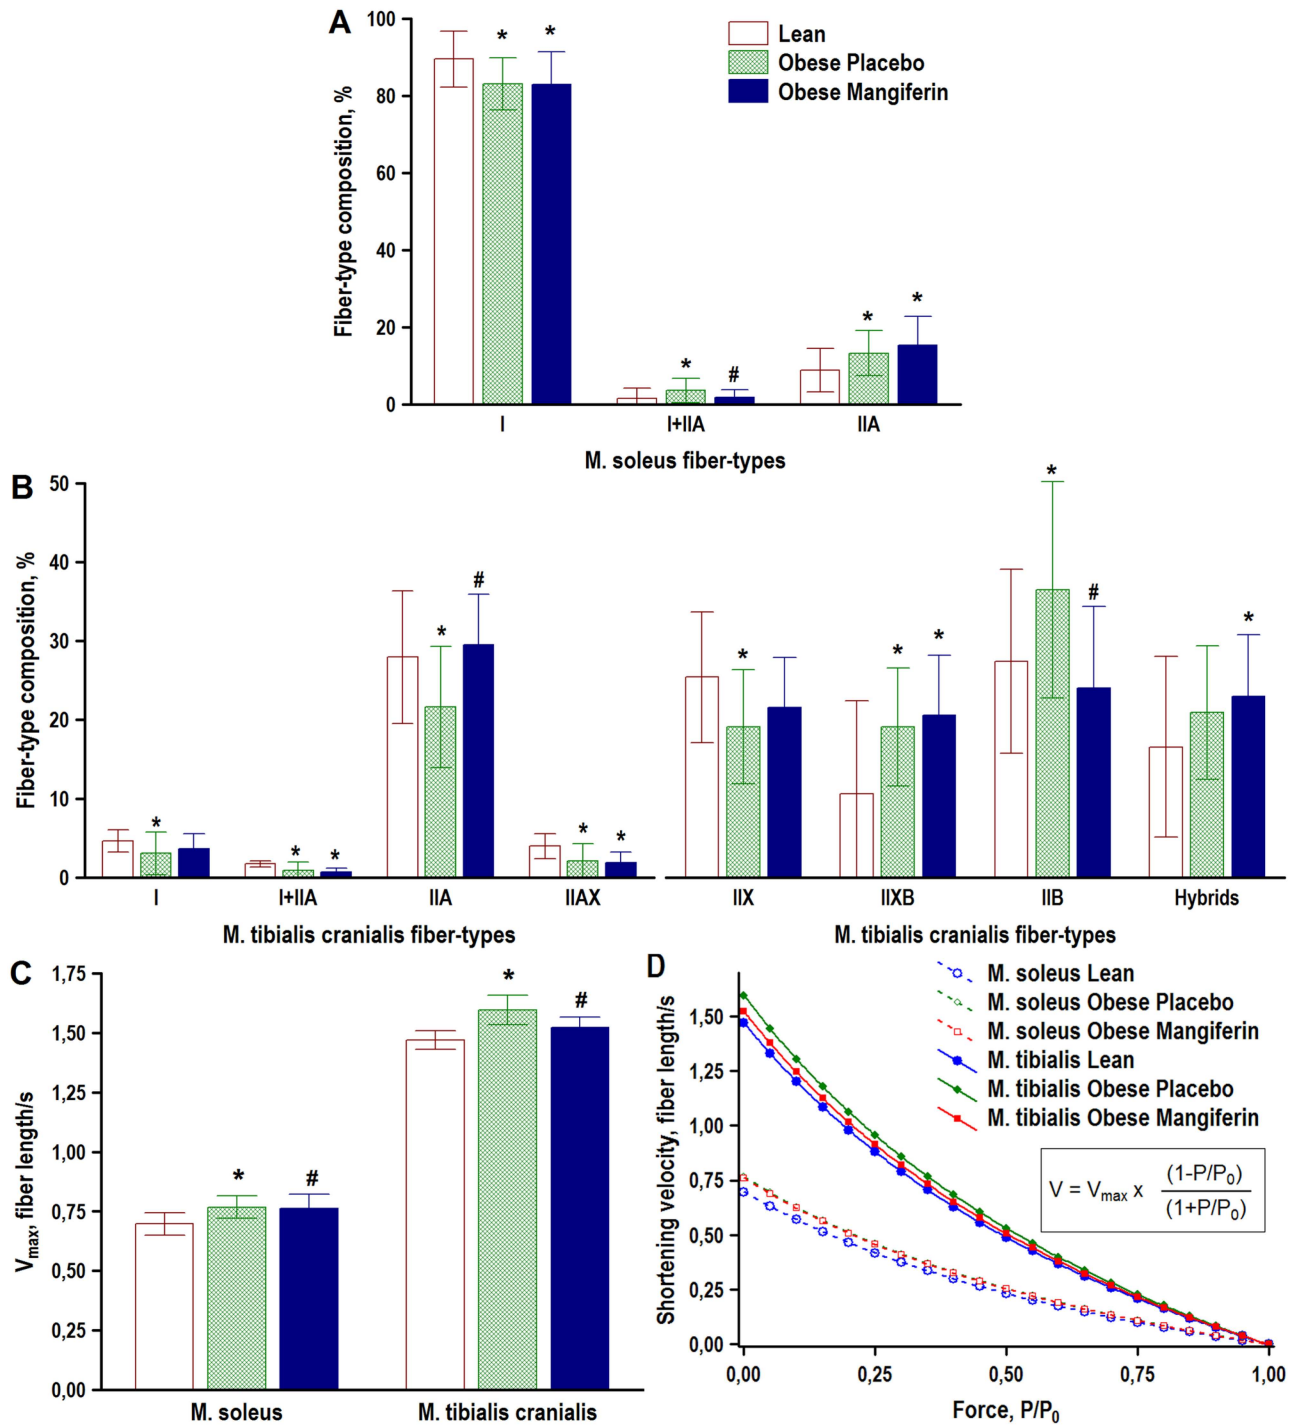 A
100
80
60
40
20
0
Fiber-type composition, %
* *
* #
* *
I I+IIA IIA
M. soleus fiber-types
Lean
Obese Placebo
Obese Mangiferin
B
50
40
30
20
10
0
Fiber-type composition, %
*
* *
* #
* *
*
* *
* #
*
I I+IIA IIA IIAX
M. tibialis cranialis fiber-types
IIX IIXB IIB Hybrids
M. tibialis cranialis fiber-types
C
1,75
1,50
1,25
1,00
0,75
0,50
0,25
0,00
Vmax, fiber length/s
* #
* #
M. soleus M. tibialis cranialis
D
M. soleus Lean
M. soleus Obese Placebo
M. soleus Obese Mangiferin
M. tibialis Lean
M. tibialis Obese Placebo
M. tibialis Obese Mangiferin
1,50
1,25
1,00
0,75
0,50
0,25
0,00
Shortening velocity, fiber length/s
V = Vmax x (1-P/P0)
(1+P/P0)
0,00 0,25 0,50 0,75 1,00
Force, P/P0